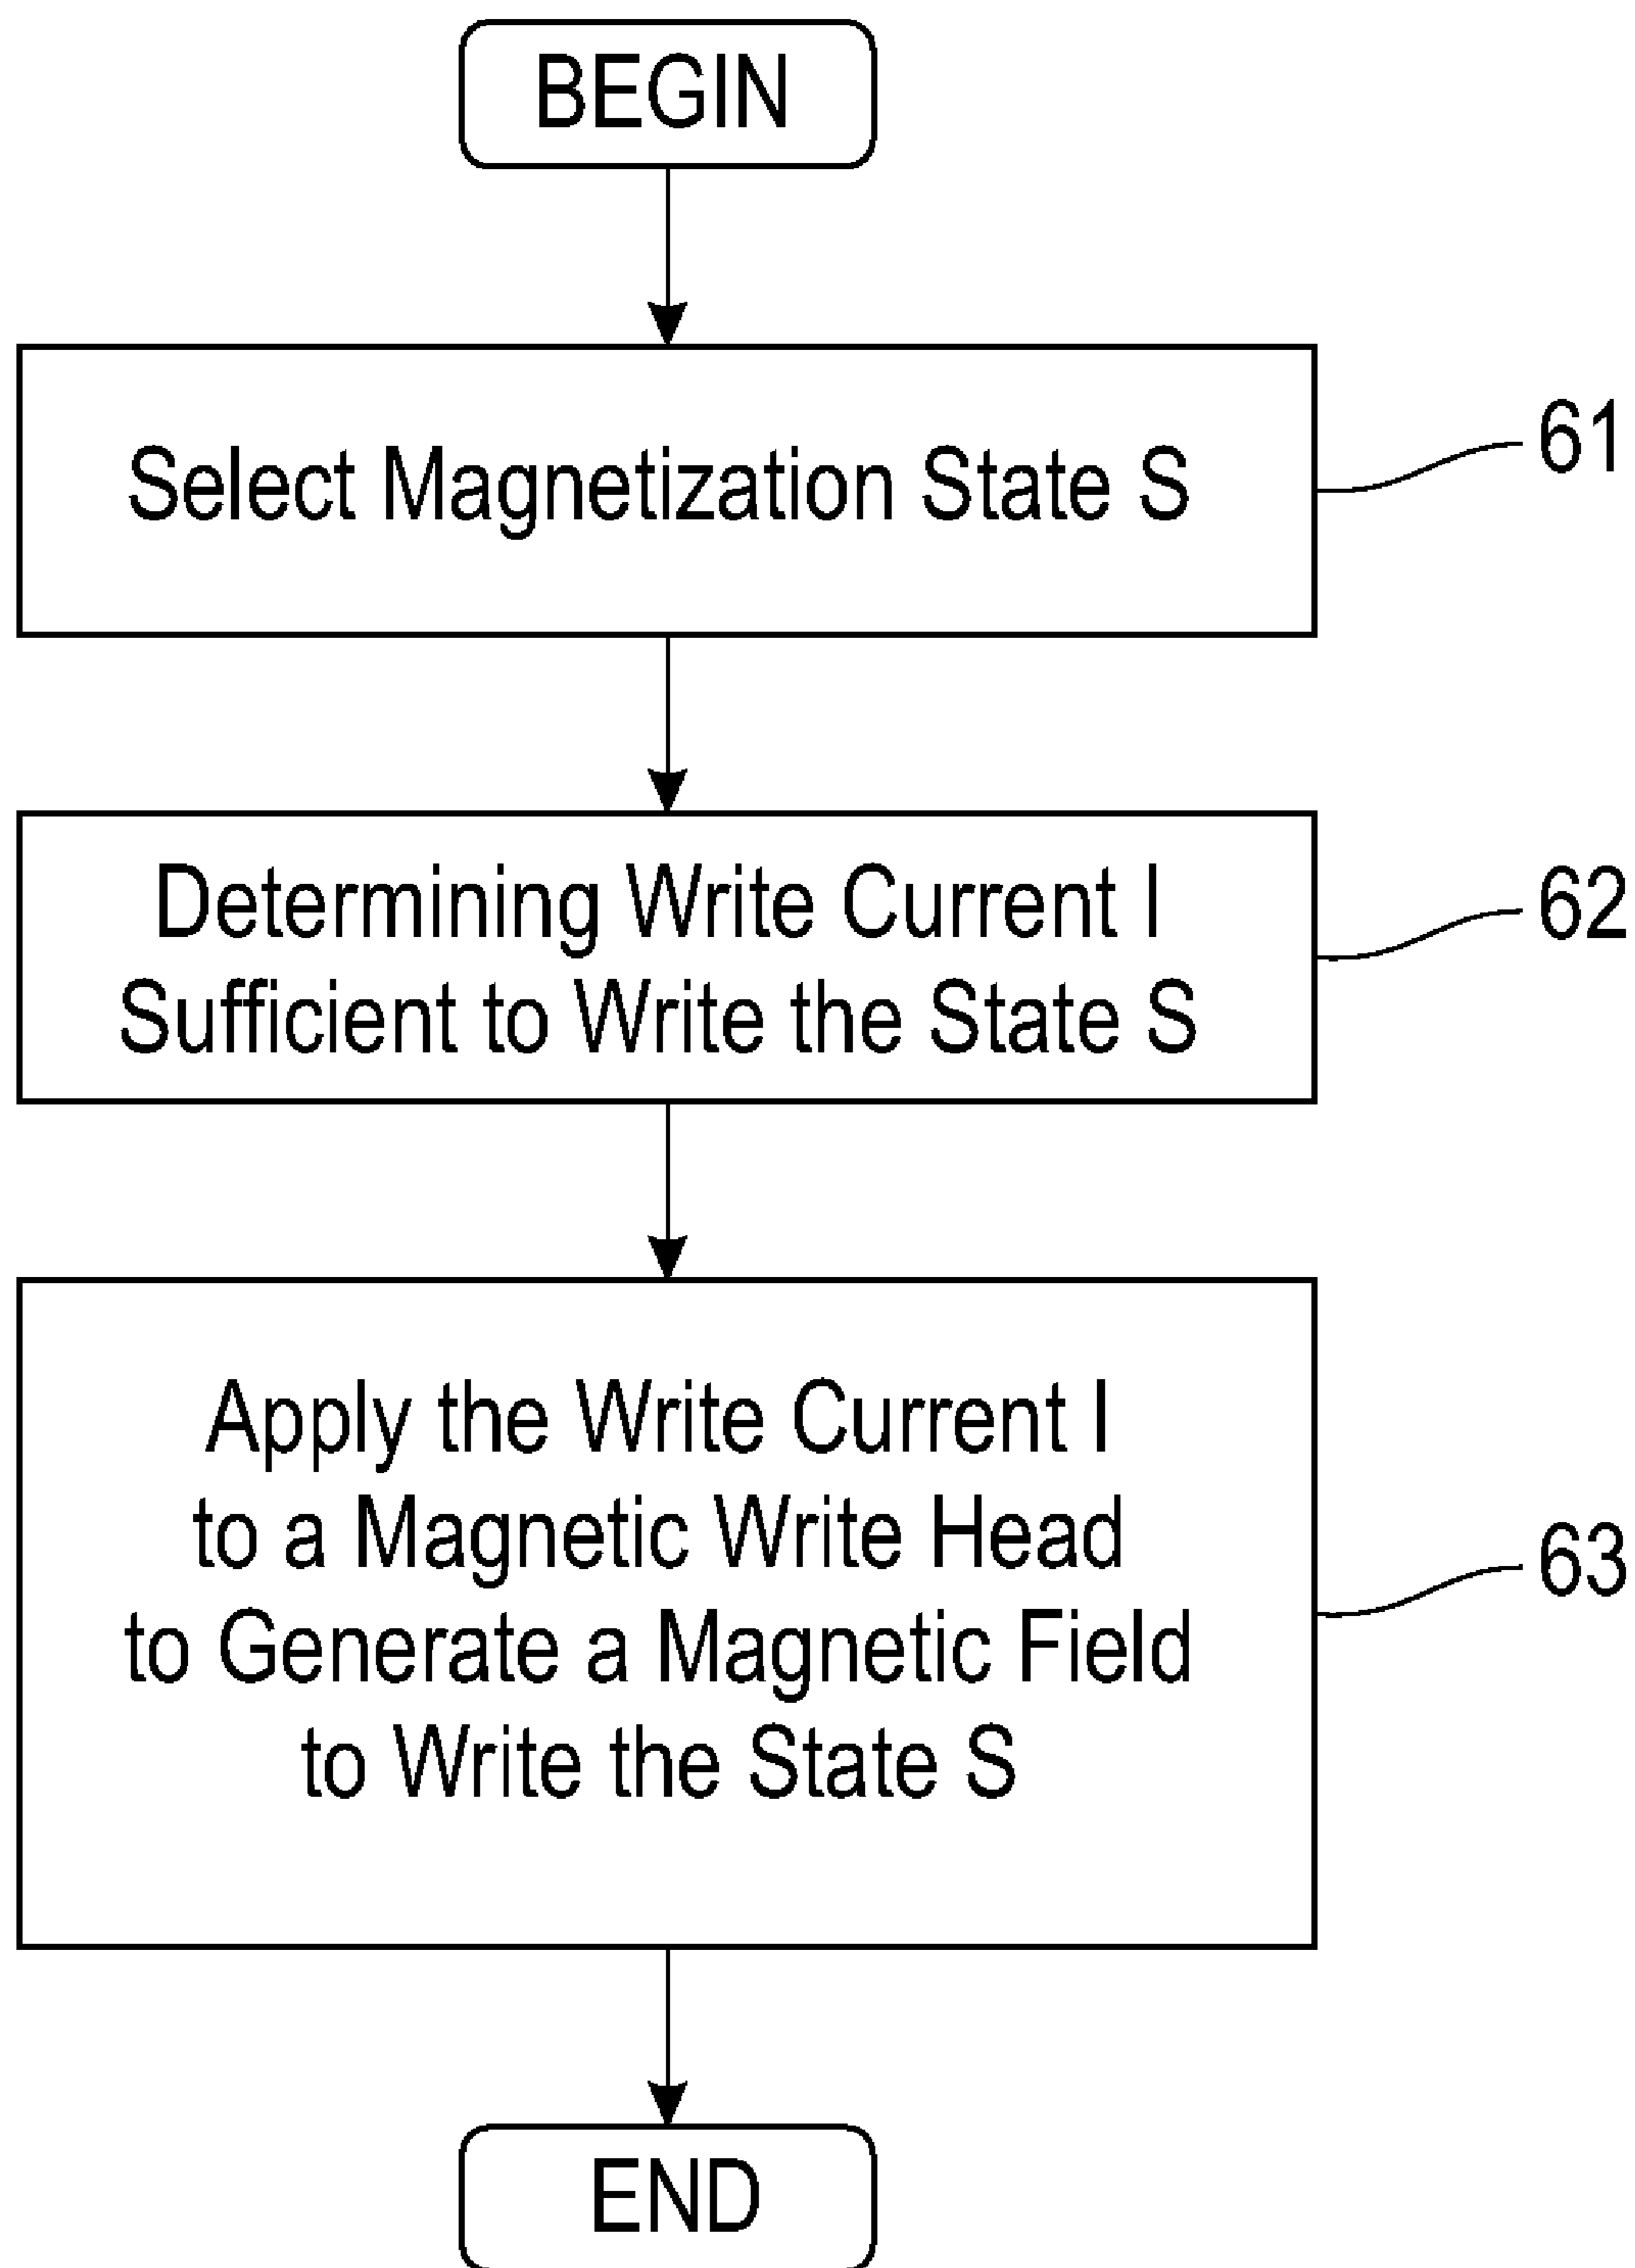 BEGIN
Select Magnetization State S
61
Determining Write Current I
Sufficient to Write the State S
62
Apply the Write Current I
to a Magnetic Write Head
to Generate a Magnetic Field
to Write the State S
63
END